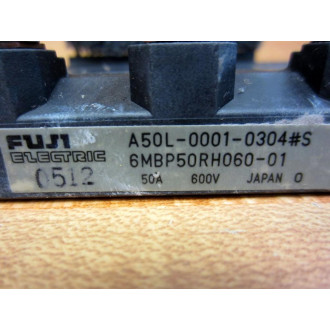 FUJI A50L-0001-0304#S
ELECTRIC 6MBP50RH060-01
0512 50A 600V JAPAN O